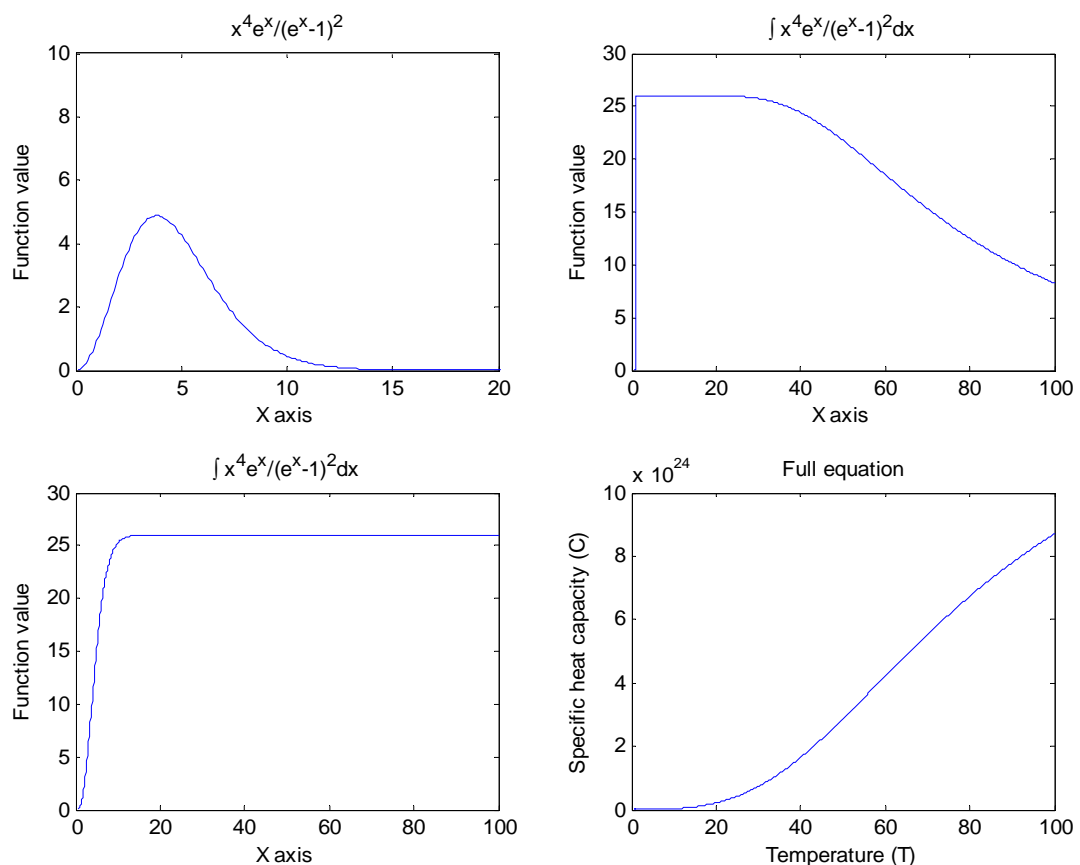 x⁴eˣ/(eˣ-1)²
10
8
6
4
2
0
Function value
0 5 10 15 20
X axis
∫ x⁴eˣ/(eˣ-1)²dx
30
25
20
15
10
5
0
Function value
0 20 40 60 80 100
X axis
∫ x⁴eˣ/(eˣ-1)²dx
30
25
20
15
10
5
0
Function value
0 20 40 60 80 100
X axis
x 10²⁴
Full equation
10
8
6
4
2
0
Specific heat capacity (C)
0 20 40 60 80 100
Temperature (T)